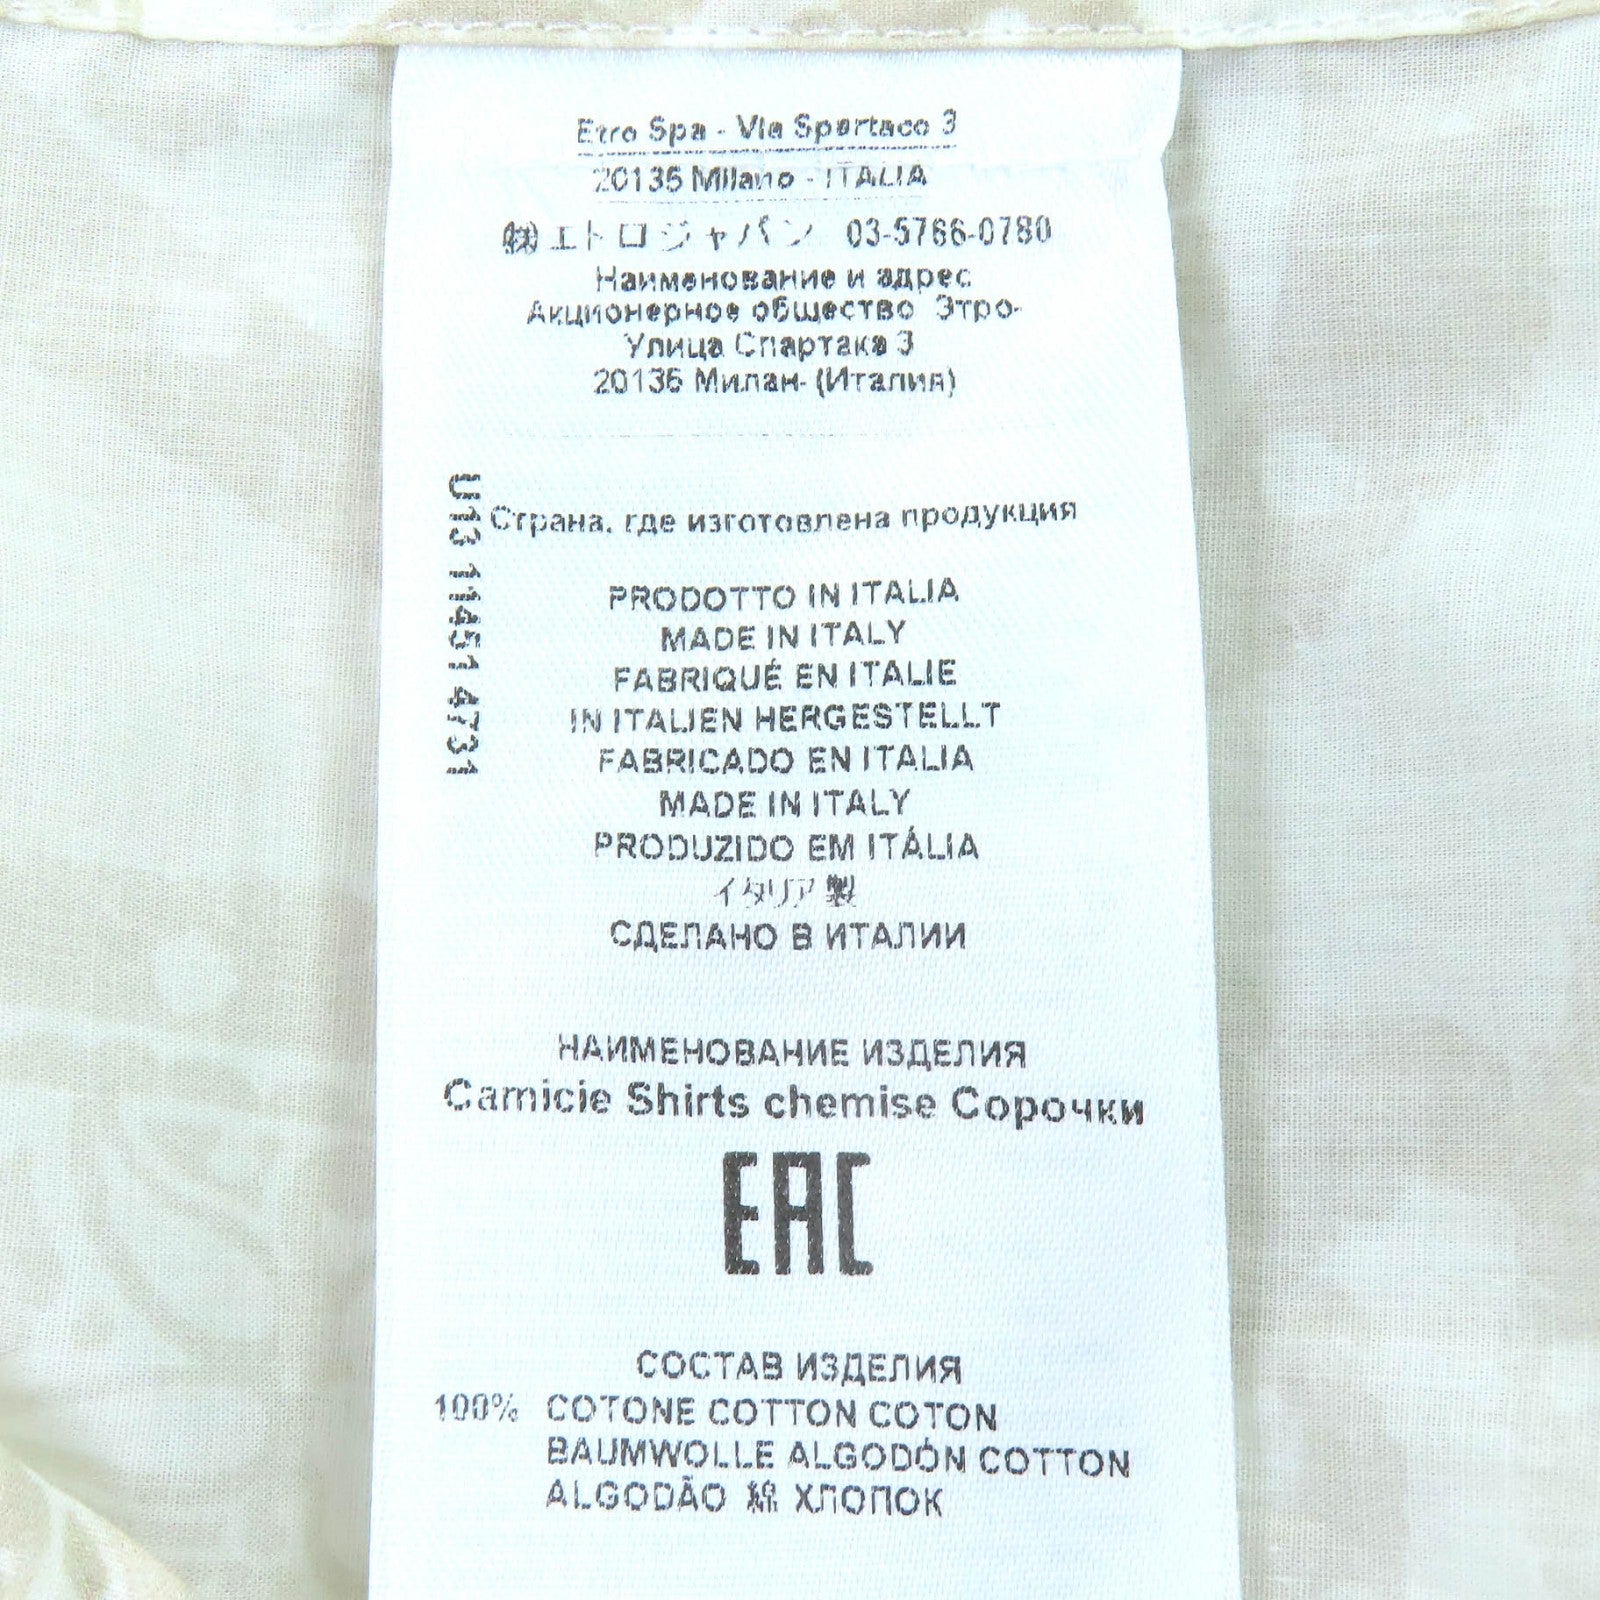 Etro Spa - Via Spartaco 3
20135 Milano - ITALIA
㈱エトロジャパン 03-5766-0780
Наименование и адрес
Акционерное общество Этро-
Улица Спартака 3
20135 Милан- (Италия)
U13 11451 4731
Страна, где изготовлена продукция
PRODOTTO IN ITALIA
MADE IN ITALY
FABRIQUÉ EN ITALIE
IN ITALIEN HERGESTELLT
FABRICADO EN ITALIA
MADE IN ITALY
PRODUZIDO EM ITÁLIA
イタリア製
СДЕЛАНО В ИТАЛИИ
НАИМЕНОВАНИЕ ИЗДЕЛИЯ
Camicie Shirts chemise Сорочки
EAC
СОСТАВ ИЗДЕЛИЯ
100% COTONE COTTON COTON
BAUMWOLLE ALGODÓN COTTON
ALGODÃO 綿 ХЛОПОК